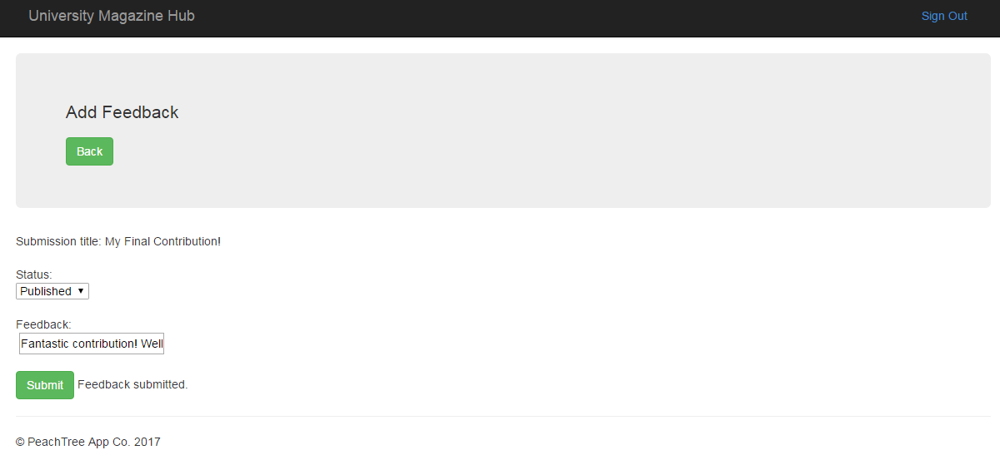 University Magazine Hub
Sign Out
Add Feedback
Back
Submission title: My Final Contribution!
Status:
Published
Feedback:
Fantastic contribution! Well
Submit Feedback submitted.
© PeachTree App Co. 2017